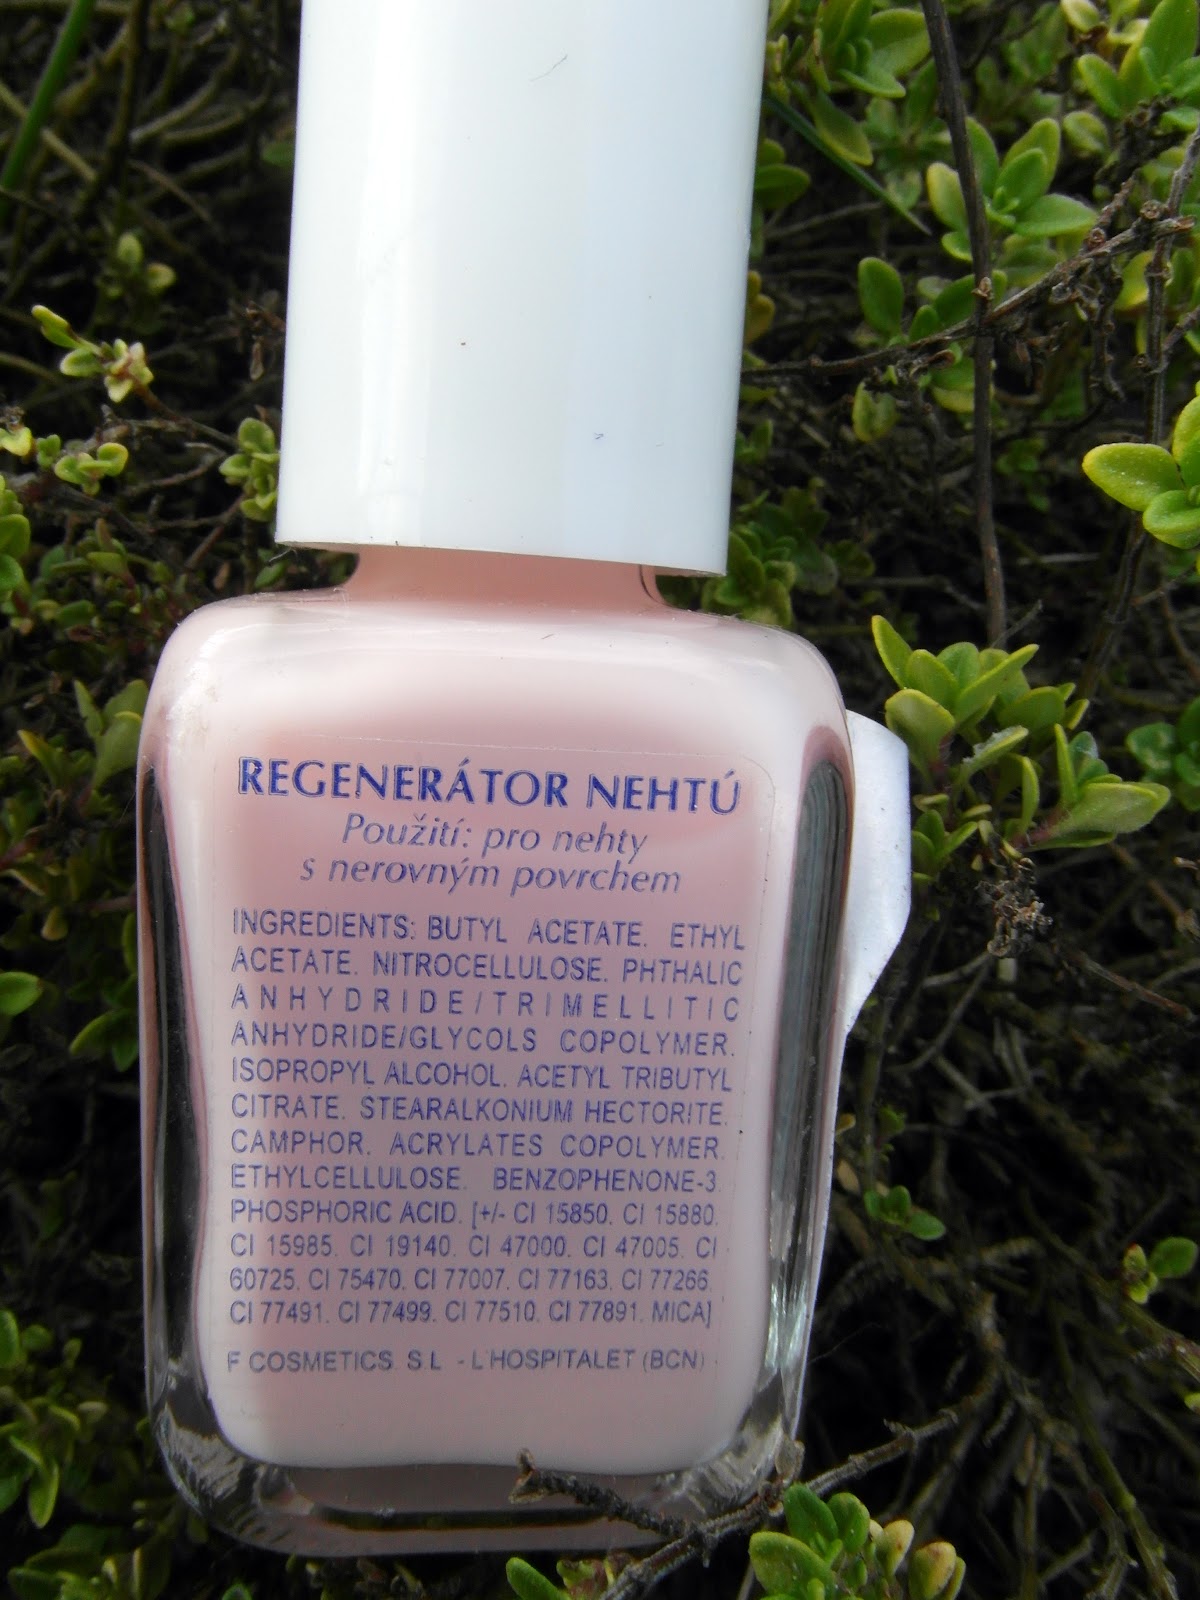 REGENERÁTOR NEHTÚ
Použití: pro nehty
s nerovným povrchem
INGREDIENTS: BUTYL ACETATE. ETHYL
ACETATE. NITROCELLULOSE. PHTHALIC
ANHYDRIDE/TRIMELLITIC
ANHYDRIDE/GLYCOLS COPOLYMER.
ISOPROPYL ALCOHOL. ACETYL TRIBUTYL
CITRATE. STEARALKONIUM HECTORITE.
CAMPHOR. ACRYLATES COPOLYMER.
ETHYLCELLULOSE. BENZOPHENONE-3.
PHOSPHORIC ACID. [+/- CI 15850. CI 15880.
CI 15985. CI 19140. CI 47000. CI 47005. CI
60725. CI 75470. CI 77007. CI 77163. CI 77266.
CI 77491. CI 77499. CI 77510. CI 77891. MICA]
F COSMETICS S L - L'HOSPITALET (BCN)